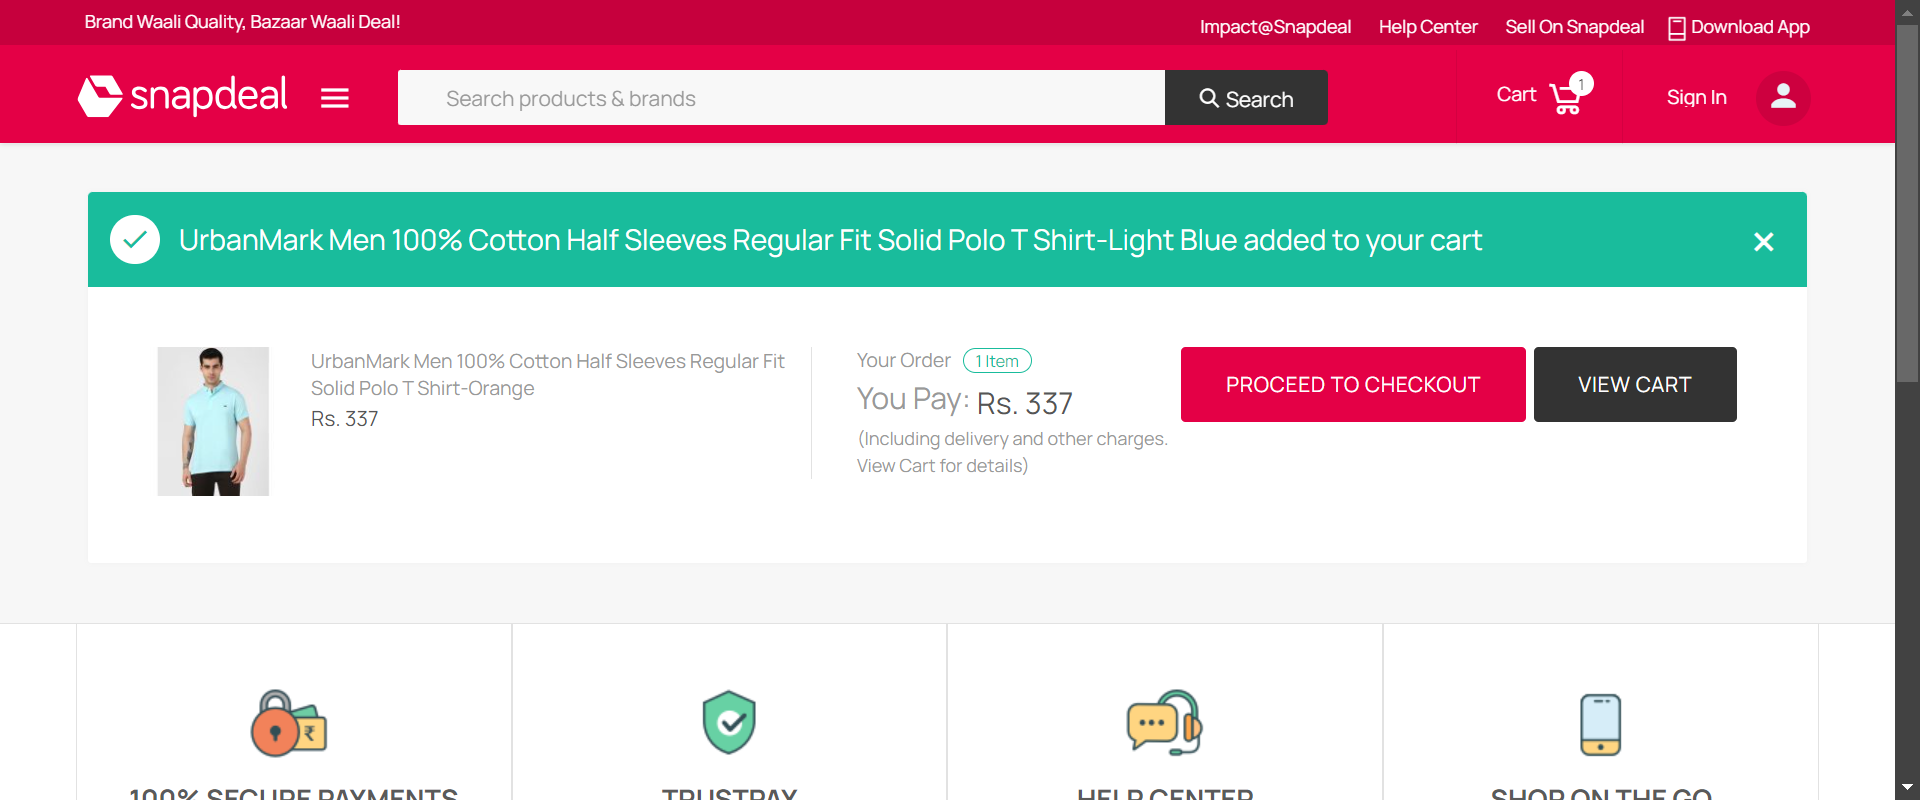 Brand Waali Quality, Bazaar Waali Deal!
Impact@Snapdeal
Help Center
Sell On Snapdeal
Download App
snapdeal
Search products & brands
Search
Cart
1
Sign In
UrbanMark Men 100% Cotton Half Sleeves Regular Fit Solid Polo T Shirt-Light Blue added to your cart
UrbanMark Men 100% Cotton Half Sleeves Regular Fit
Solid Polo T Shirt-Orange
Rs. 337
Your Order
1 Item
You Pay: Rs. 337
(Including delivery and other charges.
View Cart for details)
PROCEED TO CHECKOUT
VIEW CART
₹
100% SECURE PAYMENTS
TRUSTPAY
HELP CENTER
SHOP ON THE GO